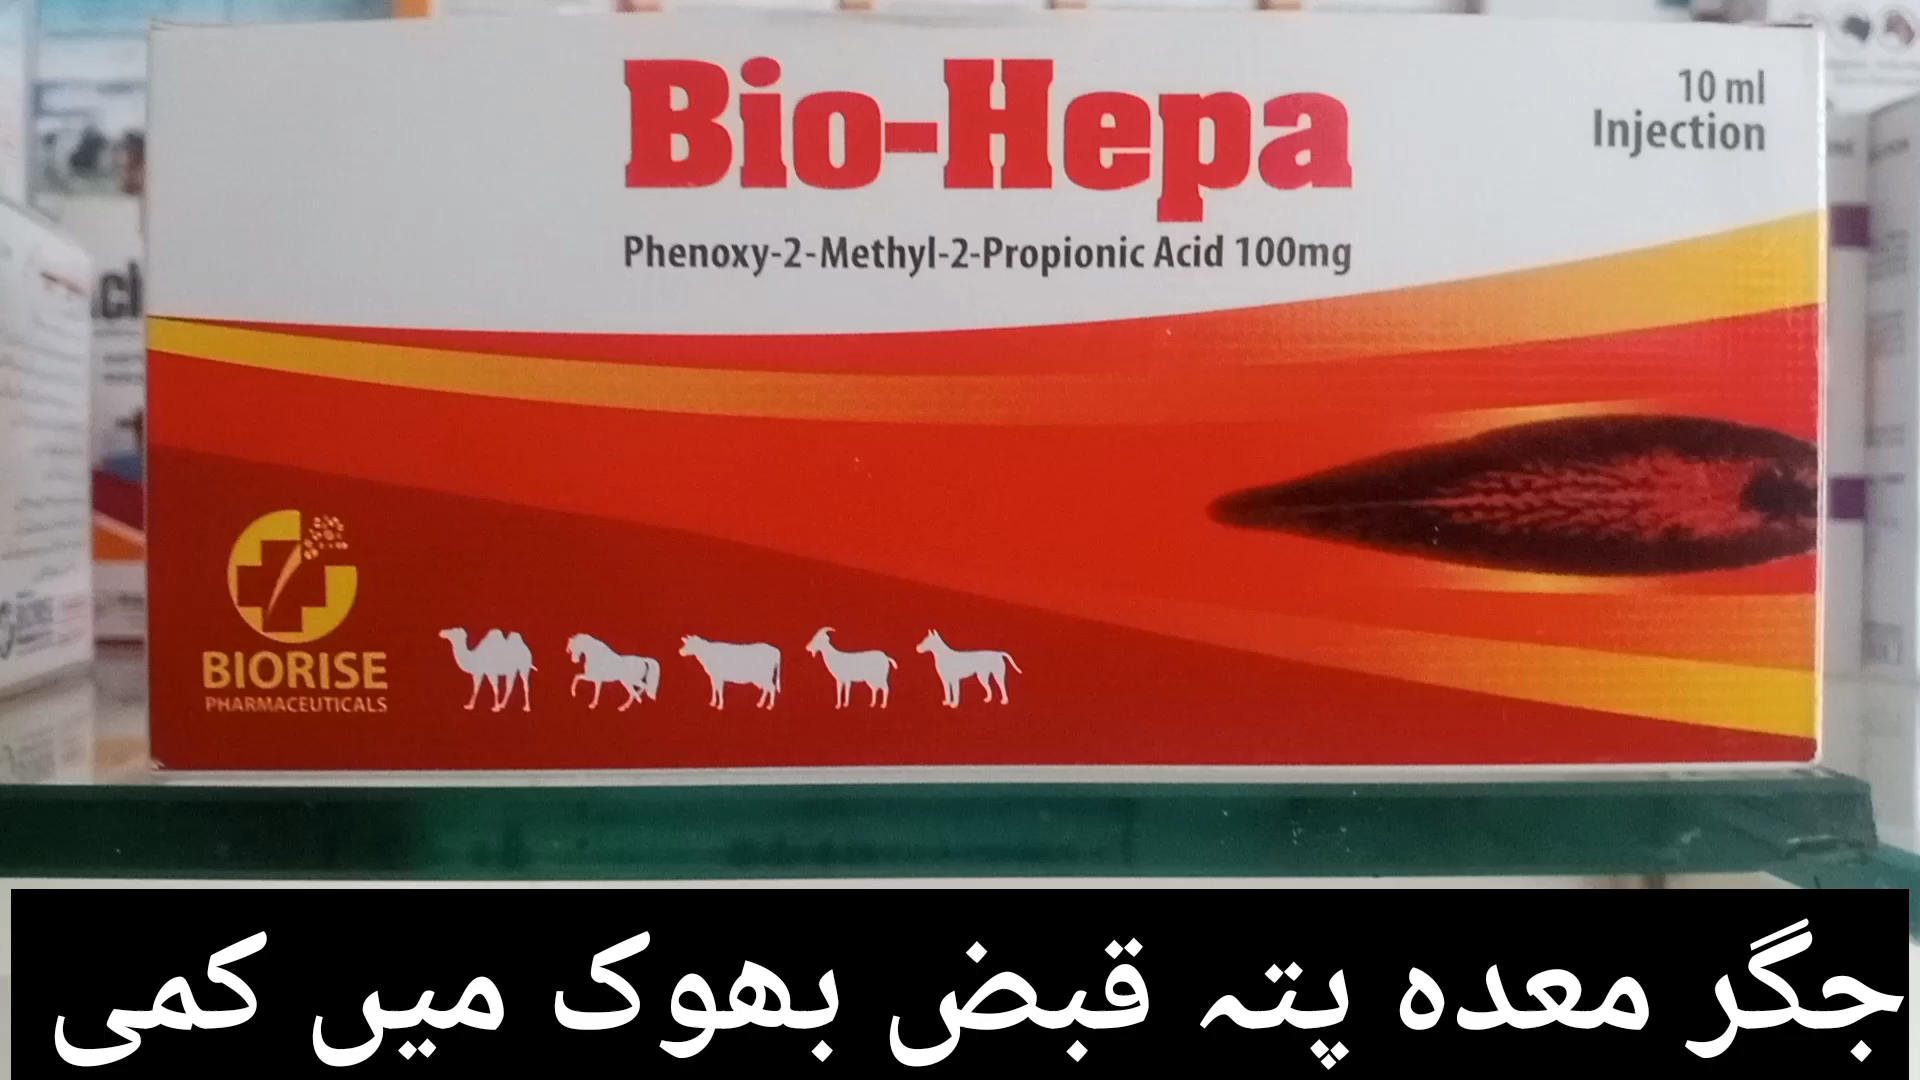 Bio-Hepa
10 ml
Injection
Phenoxy-2-Methyl-2-Propionic Acid 100mg
BIORISE
PHARMACEUTICALS
جگر معدہ پتہ قبض بھوک میں کمی